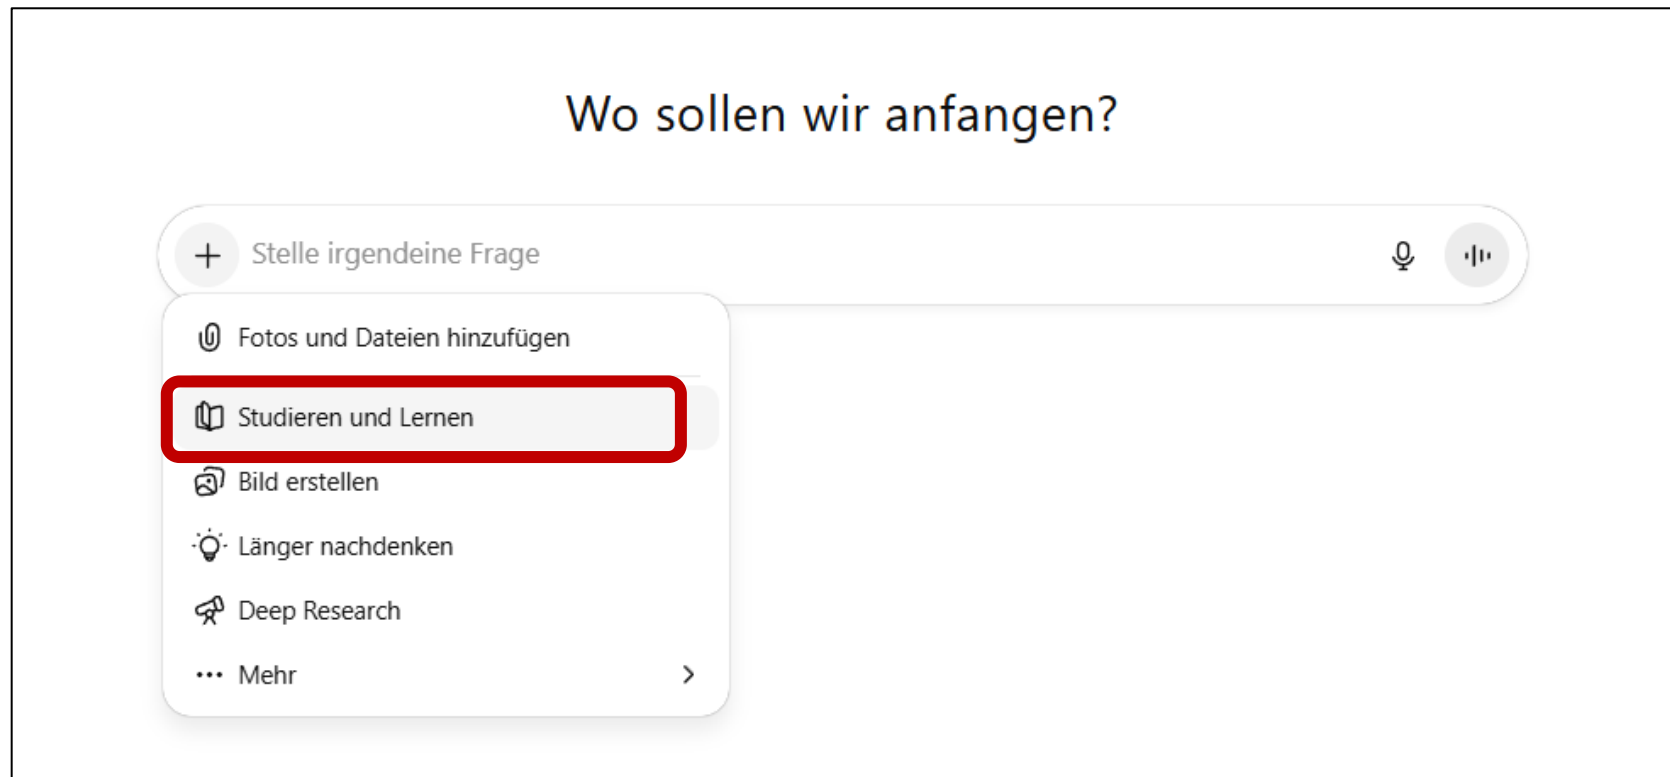 Wo sollen wir anfangen?
Stelle irgendeine Frage
Fotos und Dateien hinzufügen
Studieren und Lernen
Bild erstellen
Länger nachdenken
Deep Research
Mehr